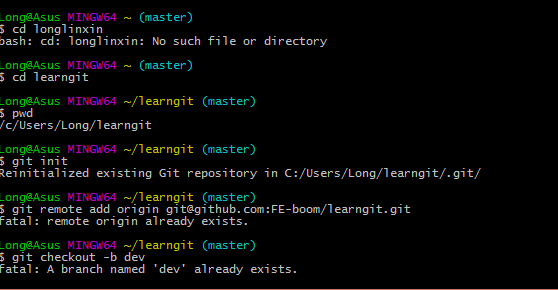 Long@Asus MINGW64 ~ (master)
$ cd longlinxin
bash: cd: longlinxin: No such file or directory
Long@Asus MINGW64 ~ (master)
$ cd learngit
Long@Asus MINGW64 ~/learngit (master)
$ pwd
/c/Users/Long/learngit
Long@Asus MINGW64 ~/learngit (master)
$ git init
Reinitialized existing Git repository in C:/Users/Long/learngit/.git/
Long@Asus MINGW64 ~/learngit (master)
$ git remote add origin git@github.com:FE-boom/learngit.git
fatal: remote origin already exists.
Long@Asus MINGW64 ~/learngit (master)
$ git checkout -b dev
fatal: A branch named 'dev' already exists.